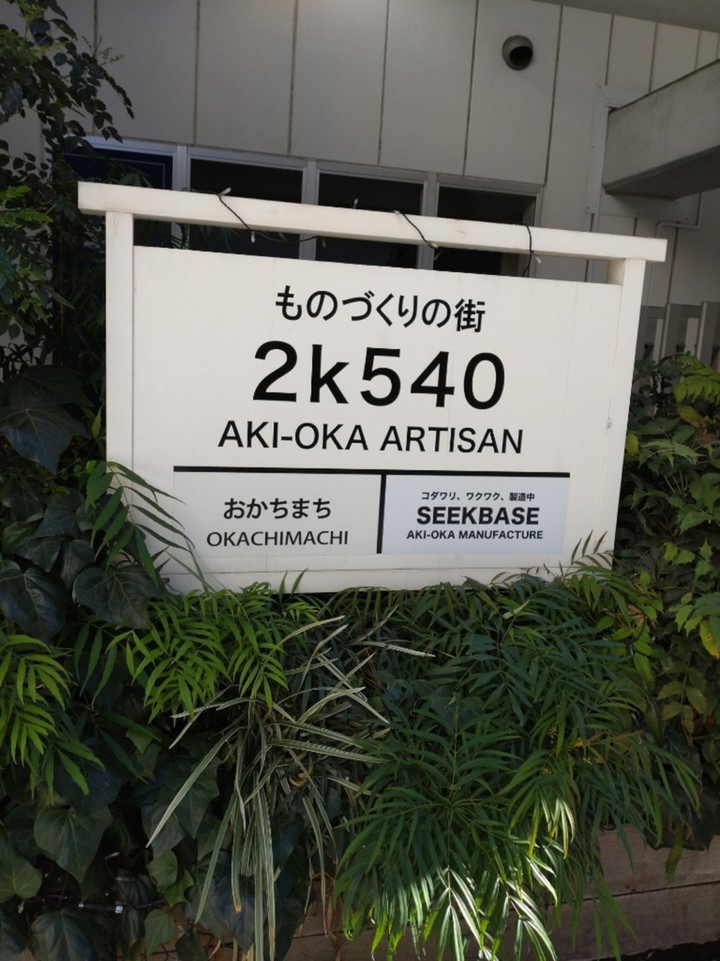 ものづくりの街
2k540
AKI-OKA ARTISAN
おかちまち
OKACHIMACHI
コダワリ、ワクワク、製造中
SEEKBASE
AKI-OKA MANUFACTURE